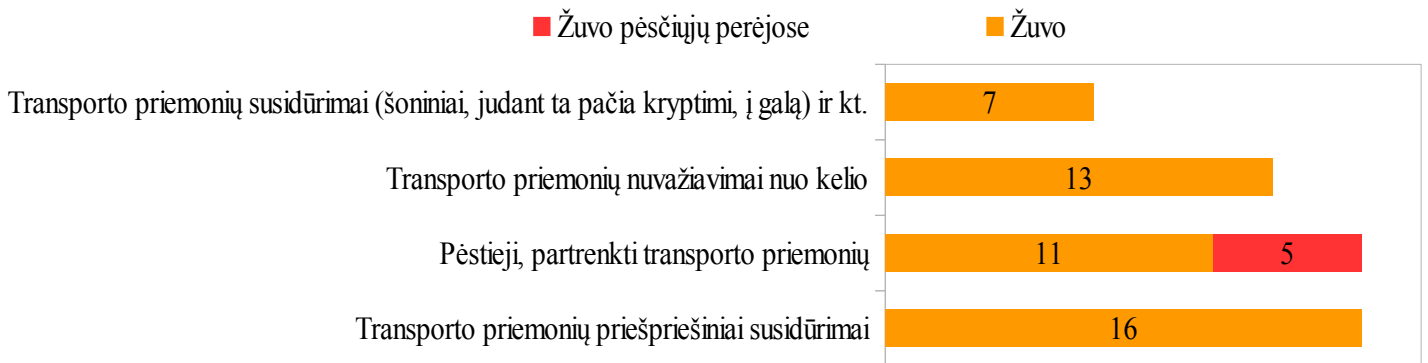 Žuvo pėsčiųjų perėjose Žuvo
Transporto priemonių susidūrimai (šoniniai, judant ta pačia kryptimi, į galą) ir kt. 7
Transporto priemonių nuvažiavimai nuo kelio 13
Pėstieji, partrenkti transporto priemonių 11 5
Transporto priemonių priešpriešiniai susidūrimai 16